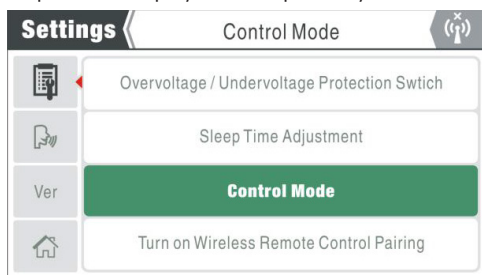 Settings
Control Mode
Overvoltage / Undervoltage Protection Swtich
Sleep Time Adjustment
Ver
Control Mode
Turn on Wireless Remote Control Pairing